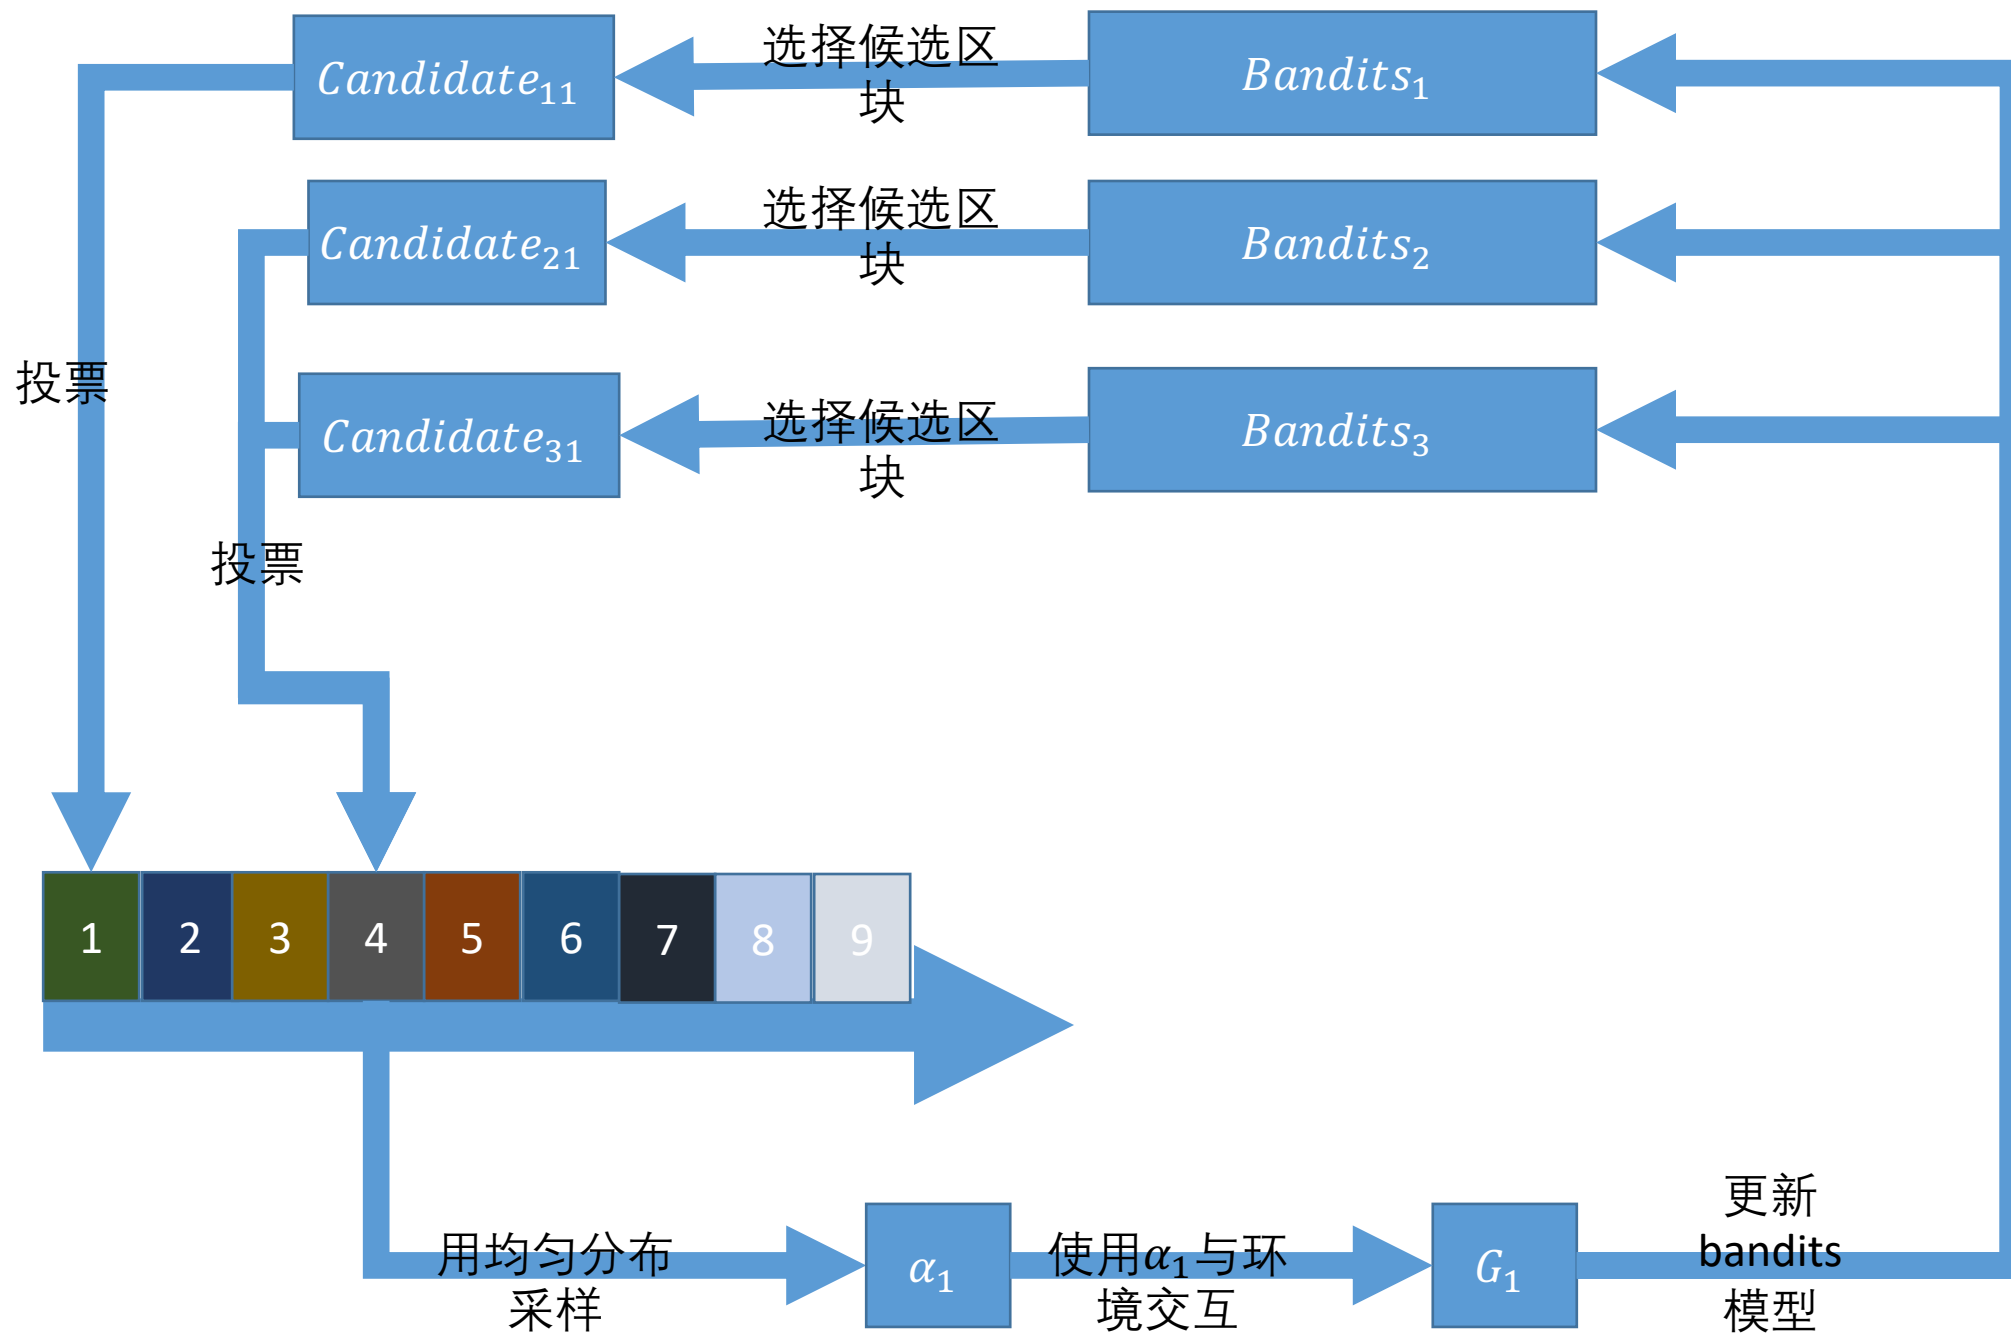 Candidate₁₁
选择候选区
块
Bandits₁
Candidate₂₁
选择候选区
块
Bandits₂
投票
Candidate₃₁
选择候选区
块
Bandits₃
投票
1 2 3 4 5 6 7 8 9
用均匀分布
采样
α₁
使用α₁与环
境交互
G₁
更新
bandits
模型